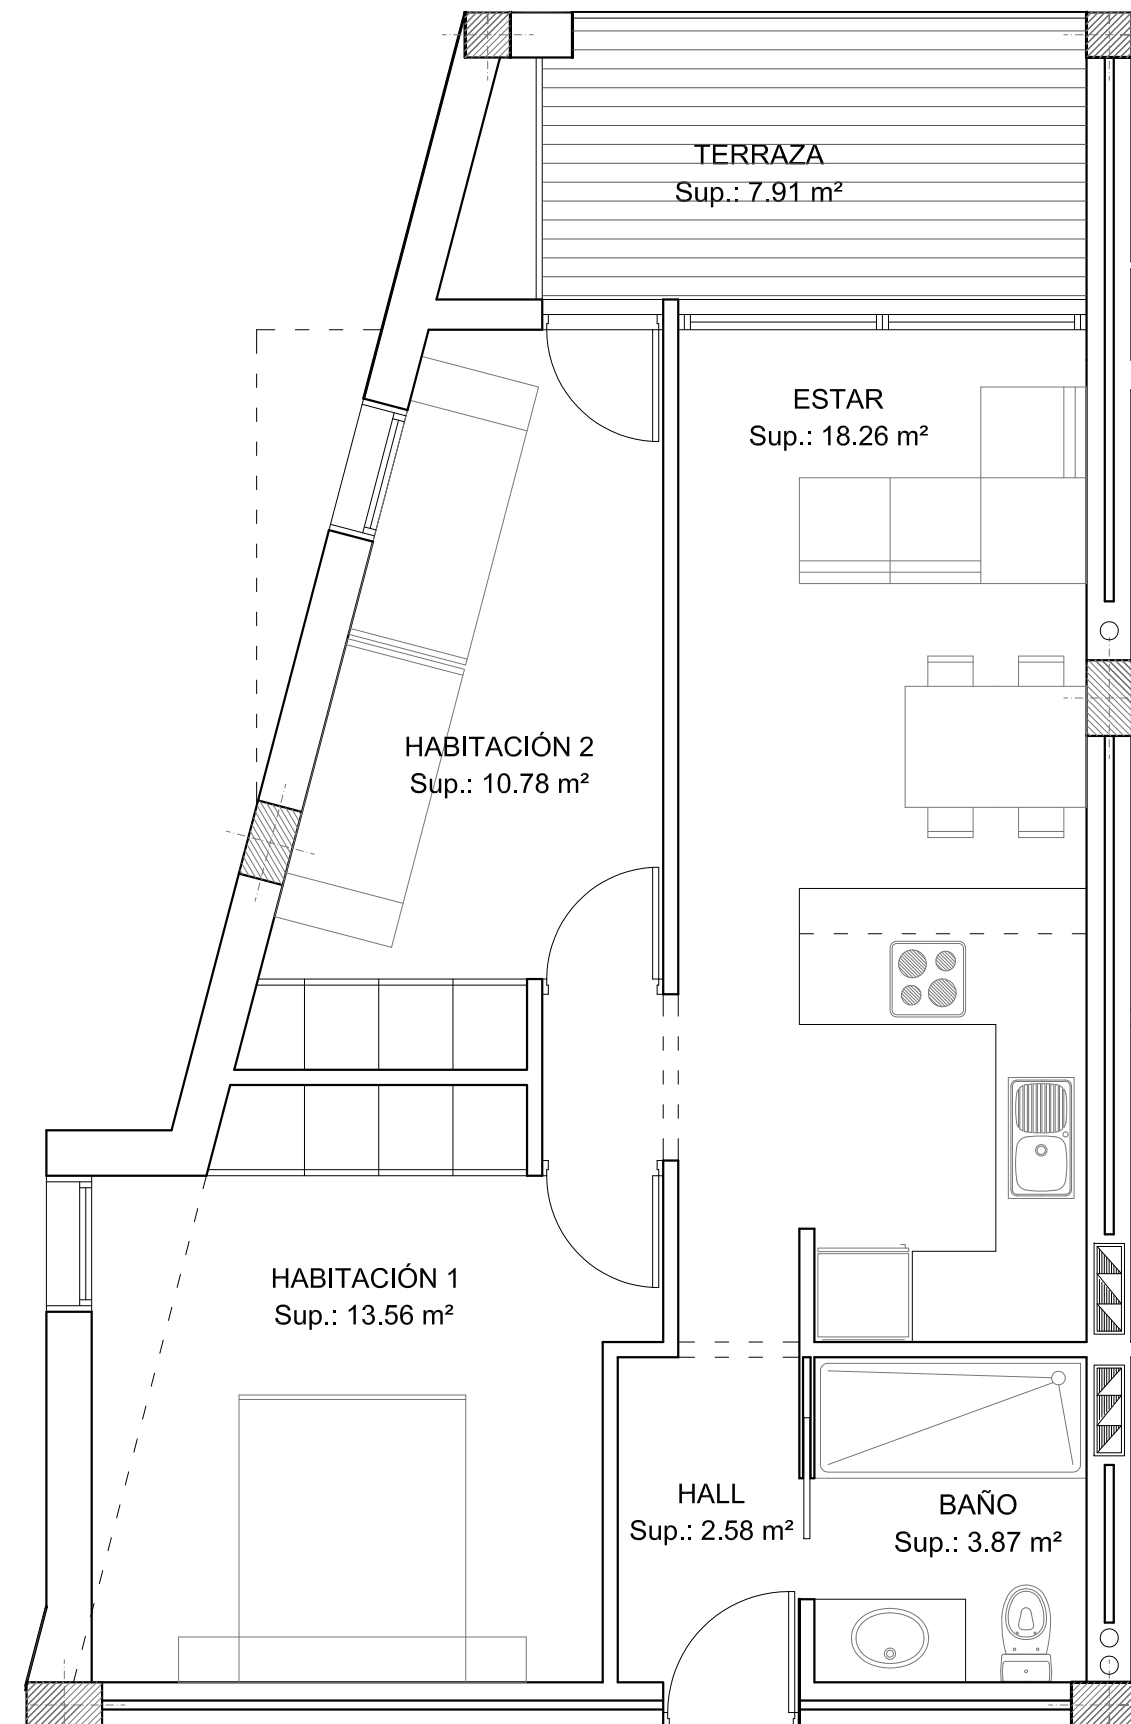 TERRAZA
Sup.: 7.91 m²
ESTAR
Sup.: 18.26 m²
HABITACIÓN 2
Sup.: 10.78 m²
HABITACIÓN 1
Sup.: 13.56 m²
HALL
Sup.: 2.58 m²
BAÑO
Sup.: 3.87 m²